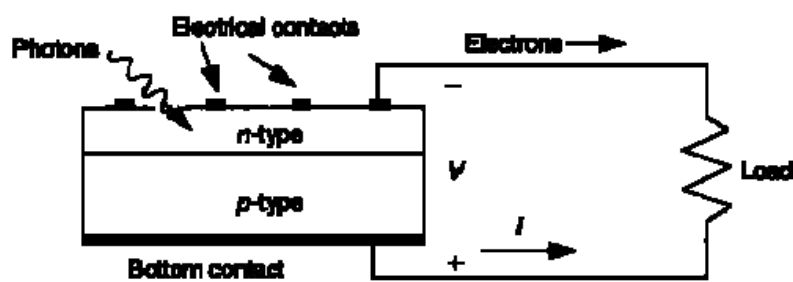 Electrical contacts
Photons
Electrons
−
n-type
V
Load
p-type
I
+
Bottom contact